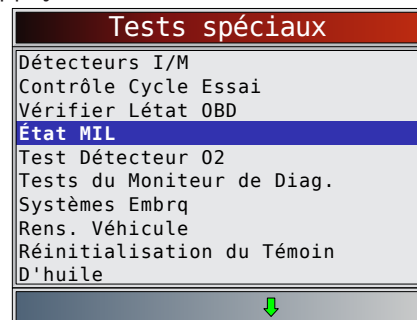 Tests spéciaux
Détecteurs I/M
Contrôle Cycle Essai
Vérifier Létat OBD
État MIL
Test Détecteur O2
Tests du Moniteur de Diag.
Systèmes Embrq
Rens. Véhicule
Réinitialisation du Témoin
D'huile